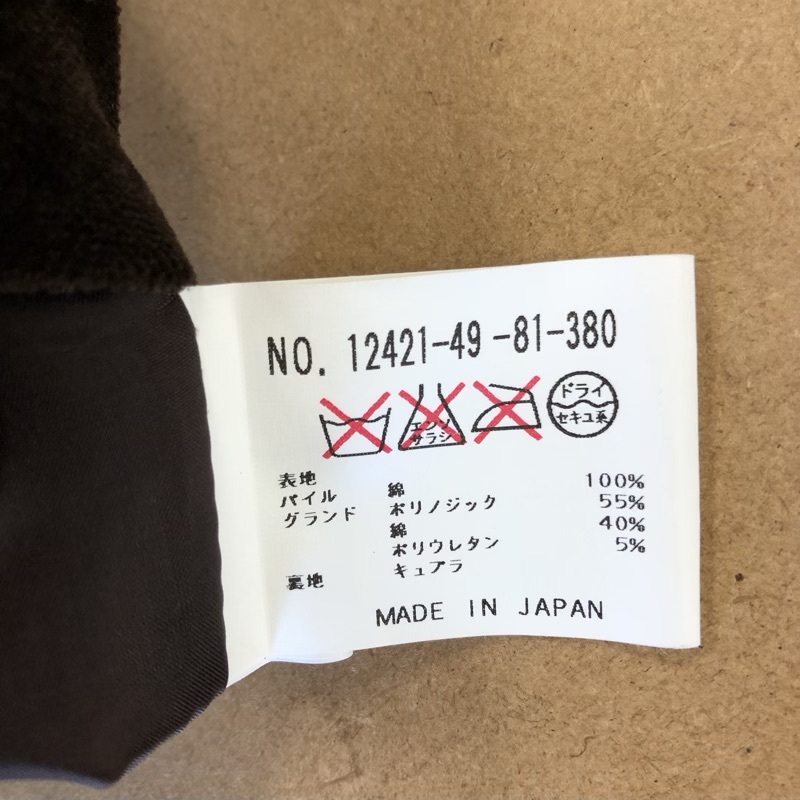 NO. 12421-49-81-380
エンソ
サラシ
ドライ
セキユ系
表地
パイル 綿 100%
グランド ポリノジック 55%
綿 40%
ポリウレタン 5%
裏地 キュプラ
MADE IN JAPAN